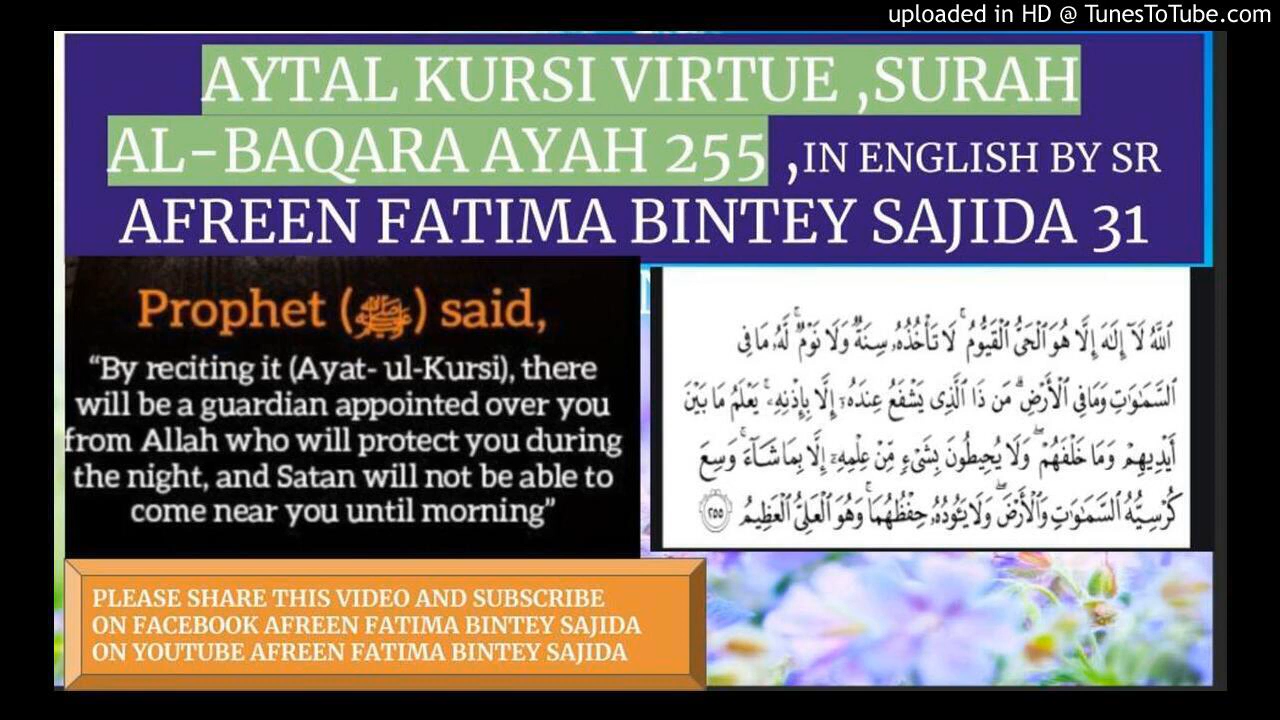 uploaded in HD @ TunesToTube.com
AYTAL KURSI VIRTUE ,SURAH
AL-BAQARA AYAH 255 ,IN ENGLISH BY SR
AFREEN FATIMA BINTEY SAJIDA 31
Prophet (ﷺ) said,
“By reciting it (Ayat- ul-Kursi), there
will be a guardian appointed over you
from Allah who will protect you during
the night, and Satan will not be able to
come near you until morning”
ٱللَّهُ لَآ إِلَٰهَ إِلَّا هُوَ ٱلْحَىُّ ٱلْقَيُّومُ ۚ لَا تَأْخُذُهُۥ سِنَةٌ وَلَا نَوْمٌ ۚ لَّهُۥ مَا فِى
ٱلسَّمَٰوَٰتِ وَمَا فِى ٱلْأَرْضِ ۗ مَن ذَا ٱلَّذِى يَشْفَعُ عِندَهُۥٓ إِلَّا بِإِذْنِهِۦ ۚ يَعْلَمُ مَا بَيْنَ
أَيْدِيهِمْ وَمَا خَلْفَهُمْ ۖ وَلَا يُحِيطُونَ بِشَىْءٍ مِّنْ عِلْمِهِۦٓ إِلَّا بِمَا شَآءَ ۚ وَسِعَ
كُرْسِيُّهُ ٱلسَّمَٰوَٰتِ وَٱلْأَرْضَ ۖ وَلَا يَـُٔودُهُۥ حِفْظُهُمَا ۚ وَهُوَ ٱلْعَلِىُّ ٱلْعَظِيمُ ٢٥٥
PLEASE SHARE THIS VIDEO AND SUBSCRIBE
ON FACEBOOK AFREEN FATIMA BINTEY SAJIDA
ON YOUTUBE AFREEN FATIMA BINTEY SAJIDA